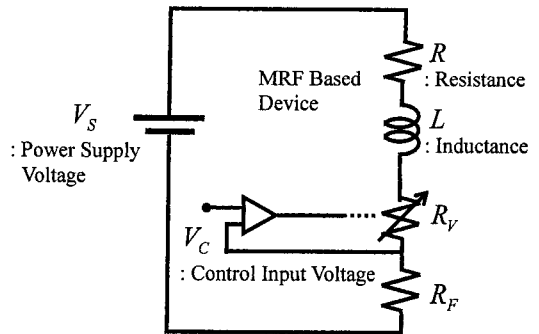 R
: Resistance
MRF Based
Device
L
: Inductance
V_S
: Power Supply
Voltage
R_V
V_C
: Control Input Voltage
R_F